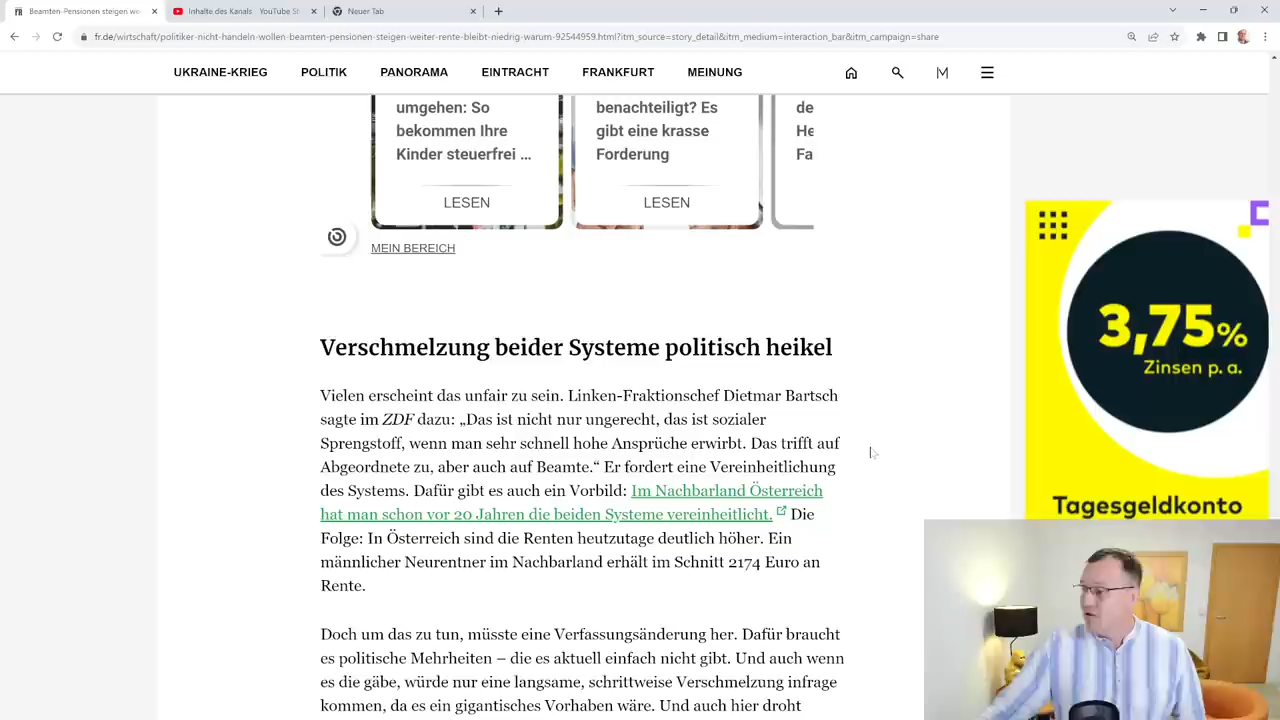 Beamten-Pensionen steigen we
Inhalte des Kanals - YouTube St
Neuer Tab
fr.de/wirtschaft/politiker-nicht-handeln-wollen-beamten-pensionen-steigen-weiter-rente-bleibt-niedrig-warum-92544959.html?itm_source=story_detail&itm_medium=interaction_bar&itm_campaign=share
UKRAINE-KRIEG POLITIK PANORAMA EINTRACHT FRANKFURT MEINUNG
umgehen: So
bekommen Ihre
Kinder steuerfrei ...
LESEN
benachteiligt? Es
gibt eine krasse
Forderung
LESEN
de
He
Fa
MEIN BEREICH
Verschmelzung beider Systeme politisch heikel
Vielen erscheint das unfair zu sein. Linken-Fraktionschef Dietmar Bartsch
sagte im ZDF dazu: „Das ist nicht nur ungerecht, das ist sozialer
Sprengstoff, wenn man sehr schnell hohe Ansprüche erwirbt. Das trifft auf
Abgeordnete zu, aber auch auf Beamte.“ Er fordert eine Vereinheitlichung
des Systems. Dafür gibt es auch ein Vorbild: Im Nachbarland Österreich
hat man schon vor 20 Jahren die beiden Systeme vereinheitlicht. Die
Folge: In Österreich sind die Renten heutzutage deutlich höher. Ein
männlicher Neurentner im Nachbarland erhält im Schnitt 2174 Euro an
Rente.
Doch um das zu tun, müsste eine Verfassungsänderung her. Dafür braucht
es politische Mehrheiten – die es aktuell einfach nicht gibt. Und auch wenn
es die gäbe, würde nur eine langsame, schrittweise Verschmelzung infrage
kommen, da es ein gigantisches Vorhaben wäre. Und auch hier droht
3,75%
Zinsen p. a.
Tagesgeldkonto